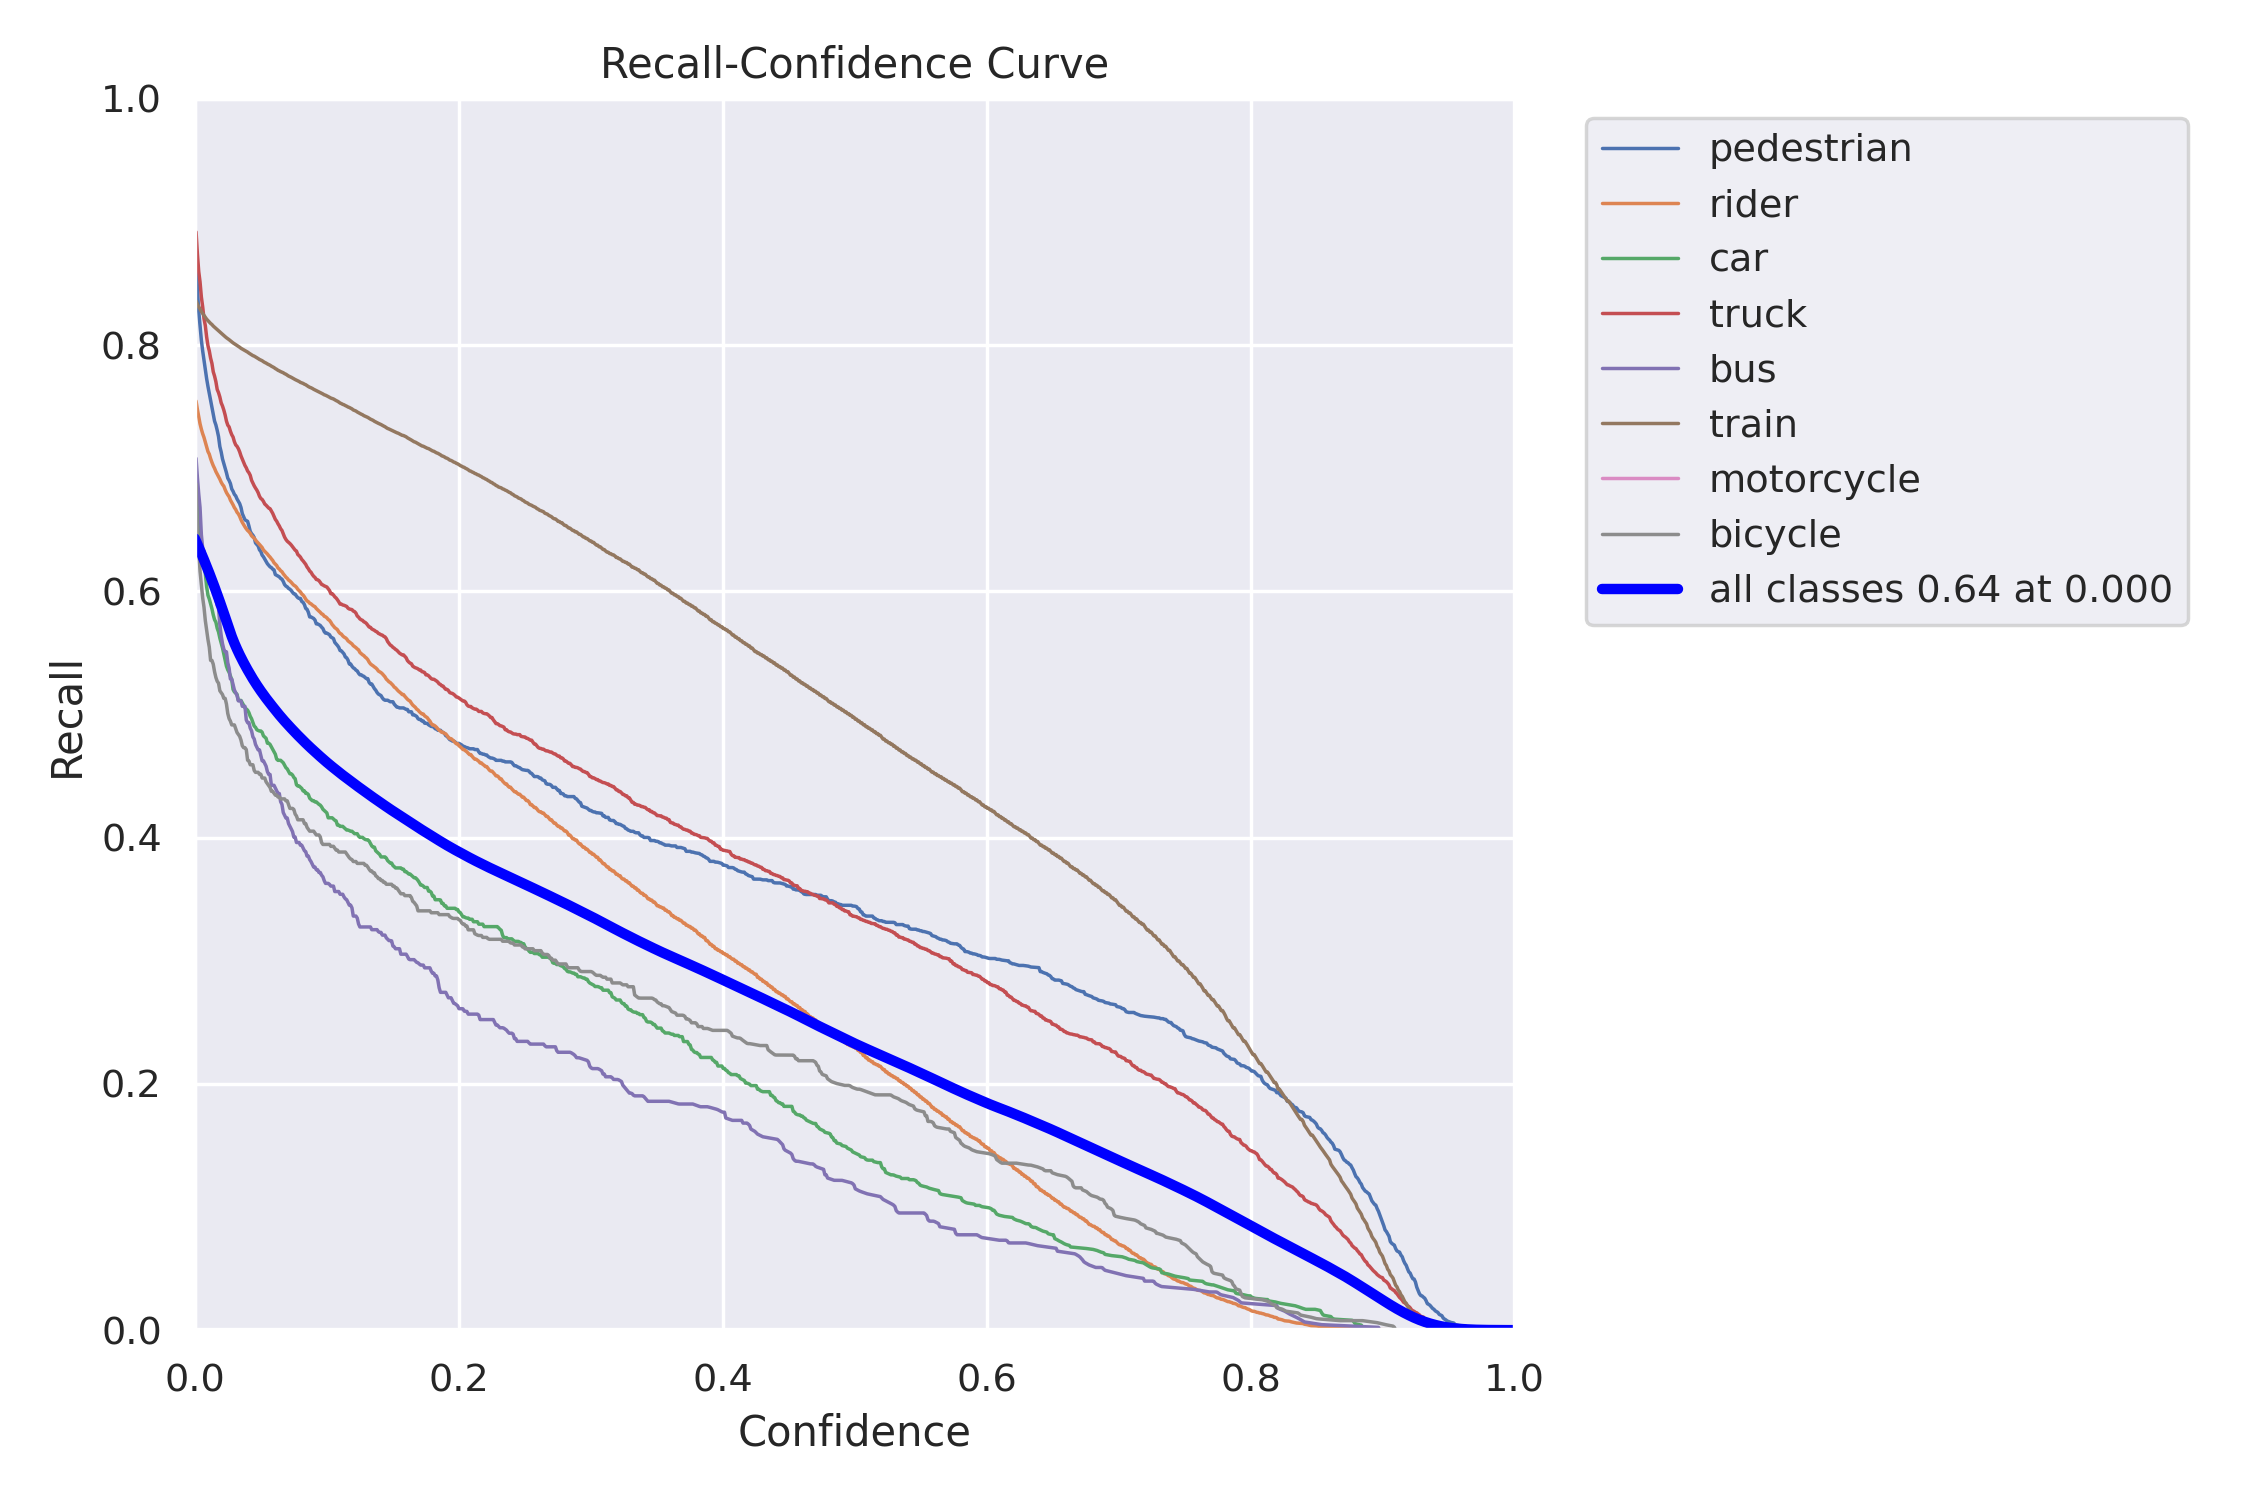 Recall-Confidence Curve
1.0
0.8
0.6
0.4
0.2
0.0
Recall
0.0 0.2 0.4 0.6 0.8 1.0
Confidence
pedestrian
rider
car
truck
bus
train
motorcycle
bicycle
all classes 0.64 at 0.000